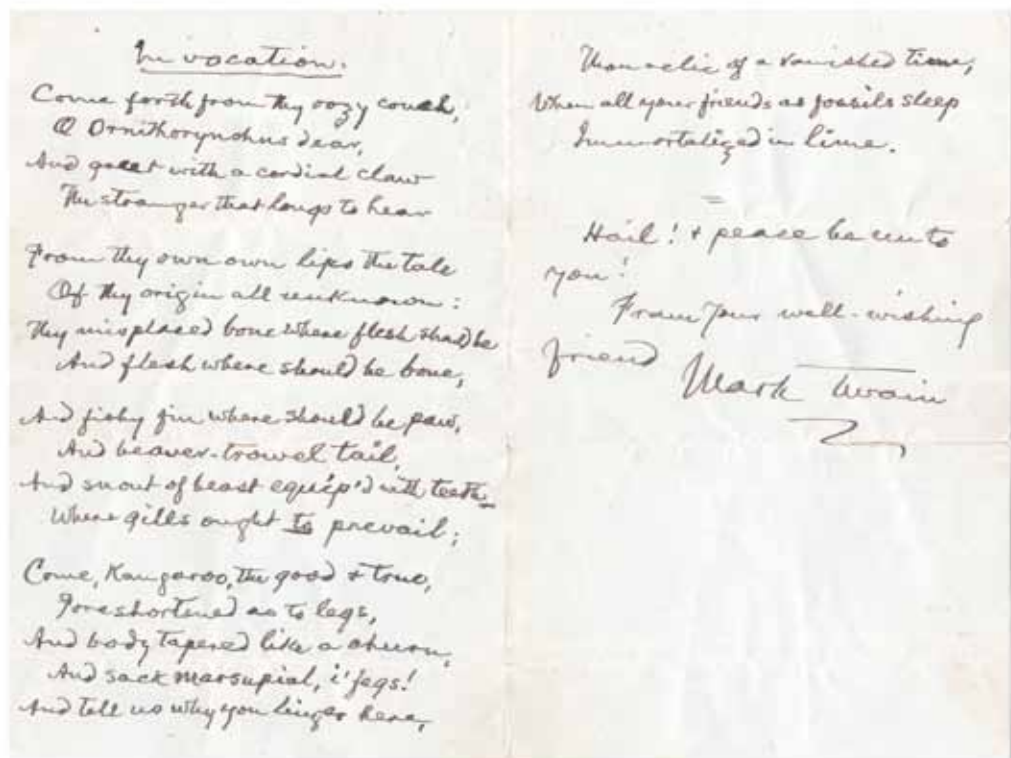 Invocation.
Come forth from thy oozy couch,
O Ornithorynchus dear,
And greet with a cordial claw
The stranger that longs to hear
From thy own own lips the tale
Of thy origin all unknown:
Thy misplaced bone where flesh should be
And flesh where should be bone;
And fishy fin where should be paw,
And beaver-trowel tail,
And snout of beast equip'd with teeth
Where gills ought to prevail;
Come, Kangaroo, the good & true,
Foreshortened as to legs,
And body tapered like a churn,
And sack marsupial, i' fegs!
And tell us why you linger here,
Thou relic of a vanished time,
When all your friends as fossils sleep
Immortalized in lime.
Hail! & peace be unto
you!
From your well-wishing
friend Mark Twain